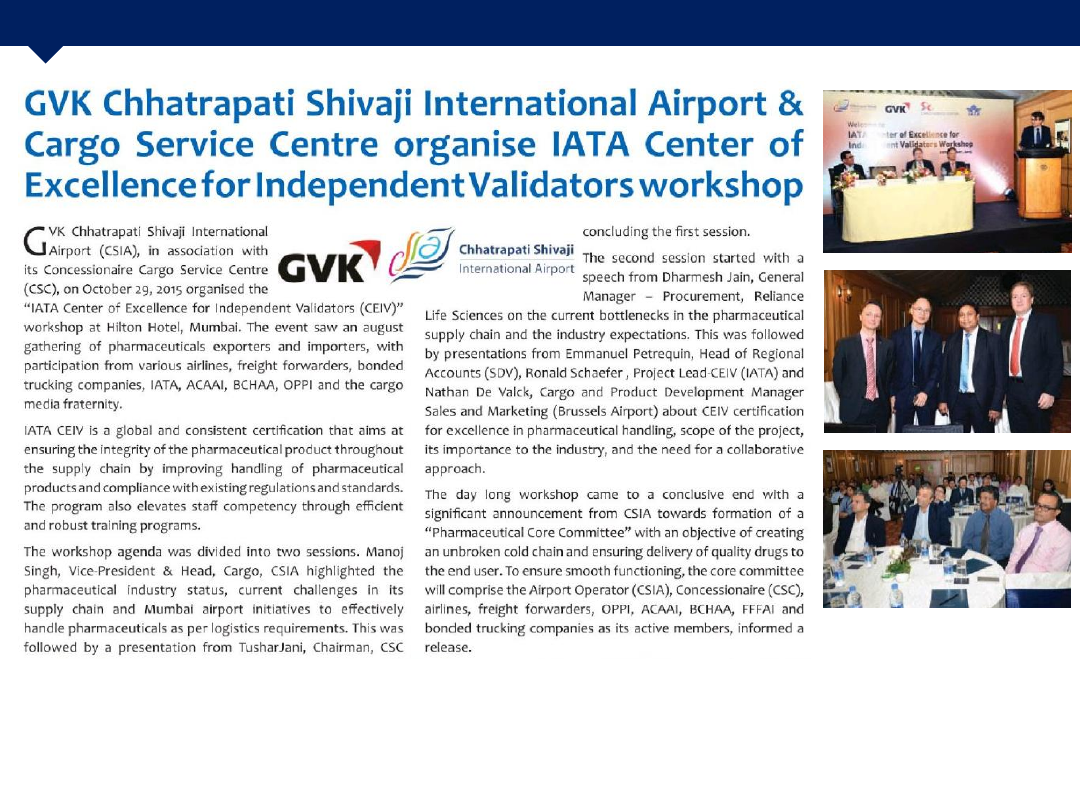 GVK Chhatrapati Shivaji International Airport &
Cargo Service Centre organise IATA Center of
Excellence for Independent Validators workshop
GVK Chhatrapati Shivaji International
Airport (CSIA), in association with
its Concessionaire Cargo Service Centre
(CSC), on October 29, 2015 organised the
“IATA Center of Excellence for Independent Validators (CEIV)”
workshop at Hilton Hotel, Mumbai. The event saw an august
gathering of pharmaceuticals exporters and importers, with
participation from various airlines, freight forwarders, bonded
trucking companies, IATA, ACAAI, BCHAA, OPPI and the cargo
media fraternity.
IATA CEIV is a global and consistent certification that aims at
ensuring the integrity of the pharmaceutical product throughout
the supply chain by improving handling of pharmaceutical
products and compliance with existing regulations and standards.
The program also elevates staff competency through efficient
and robust training programs.
The workshop agenda was divided into two sessions. Manoj
Singh, Vice-President & Head, Cargo, CSIA highlighted the
pharmaceutical industry status, current challenges in its
supply chain and Mumbai airport initiatives to effectively
handle pharmaceuticals as per logistics requirements. This was
followed by a presentation from TusharJani, Chairman, CSC
GVK
Chhatrapati Shivaji
International Airport
concluding the first session.
The second session started with a
speech from Dharmesh Jain, General
Manager – Procurement, Reliance
Life Sciences on the current bottlenecks in the pharmaceutical
supply chain and the industry expectations. This was followed
by presentations from Emmanuel Petrequin, Head of Regional
Accounts (SDV), Ronald Schaefer , Project Lead-CEIV (IATA) and
Nathan De Valck, Cargo and Product Development Manager
Sales and Marketing (Brussels Airport) about CEIV certification
for excellence in pharmaceutical handling, scope of the project,
its importance to the industry, and the need for a collaborative
approach.
The day long workshop came to a conclusive end with a
significant announcement from CSIA towards formation of a
“Pharmaceutical Core Committee” with an objective of creating
an unbroken cold chain and ensuring delivery of quality drugs to
the end user. To ensure smooth functioning, the core committee
will comprise the Airport Operator (CSIA), Concessionaire (CSC),
airlines, freight forwarders, OPPI, ACAAI, BCHAA, FFFAI and
bonded trucking companies as its active members, informed a
release.
GVK
Welcome to
IATA Center of Excellence for
Independent Validators Workshop